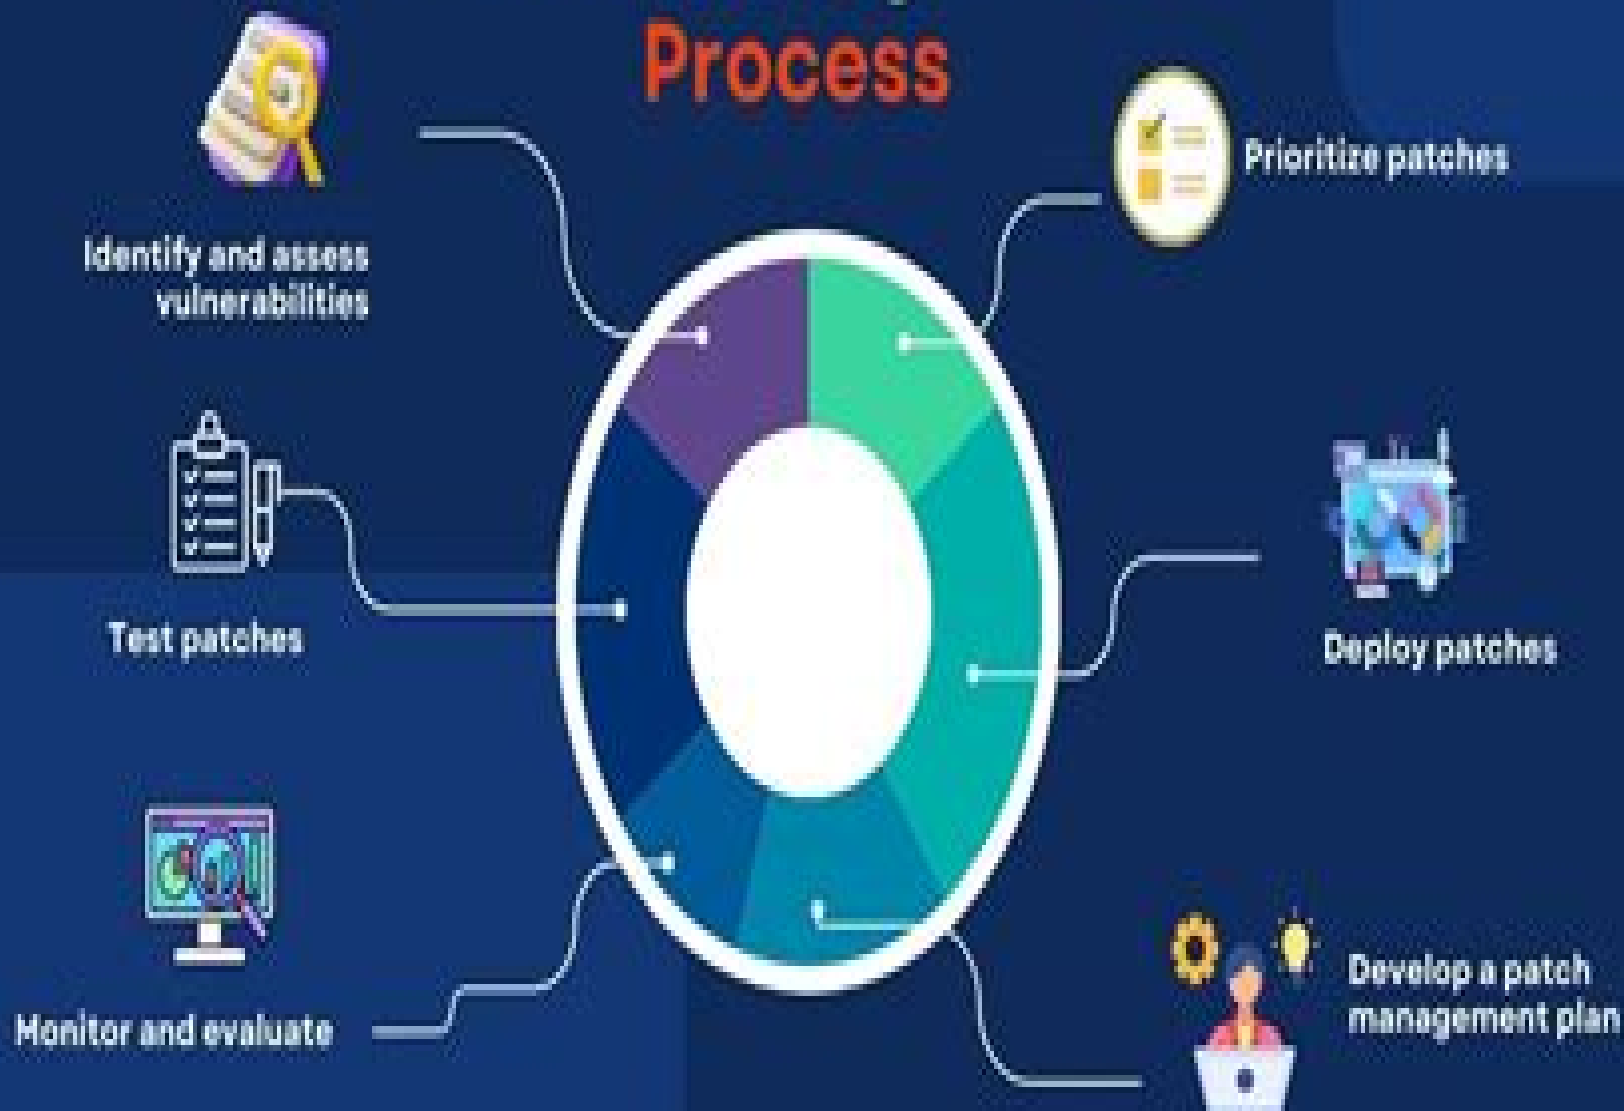 Process
Prioritize patches
Identify and assess
vulnerabilities
Test patches
Deploy patches
Develop a patch
management plan
Monitor and evaluate